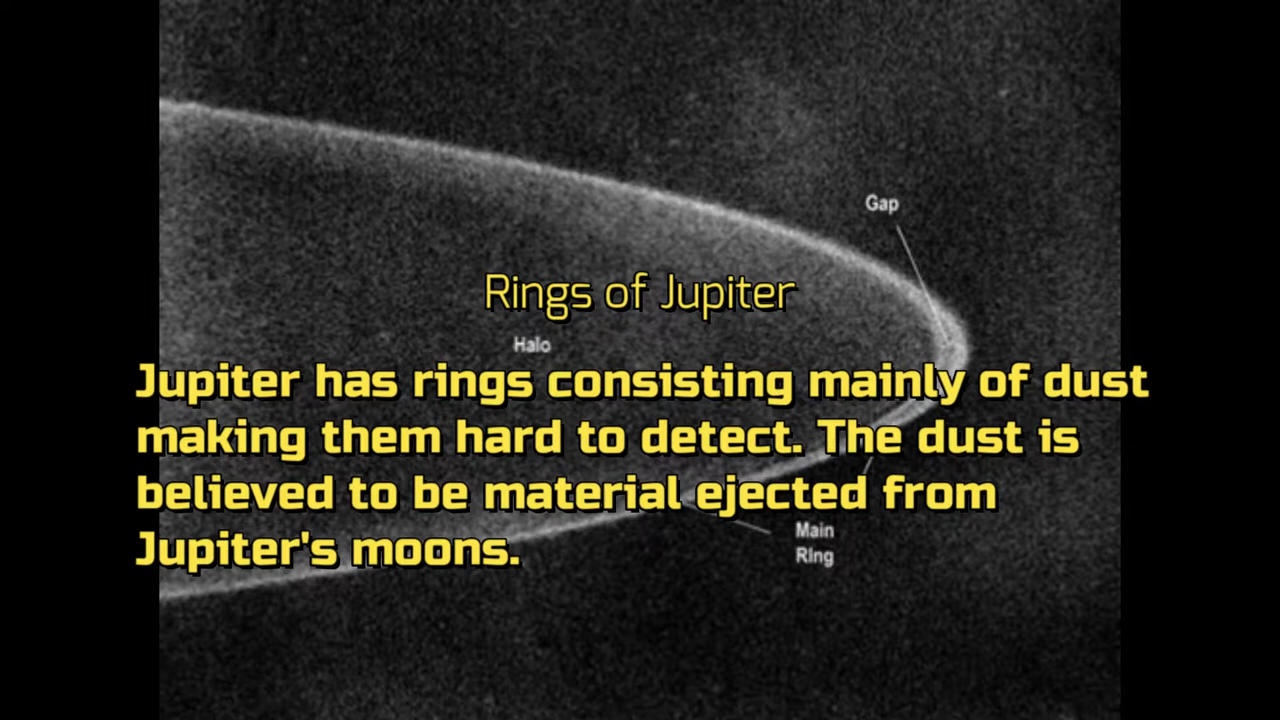 Gap
Rings of Jupiter
Halo
Jupiter has rings consisting mainly of dust
making them hard to detect. The dust is
believed to be material ejected from
Jupiter's moons.
Main
RIng